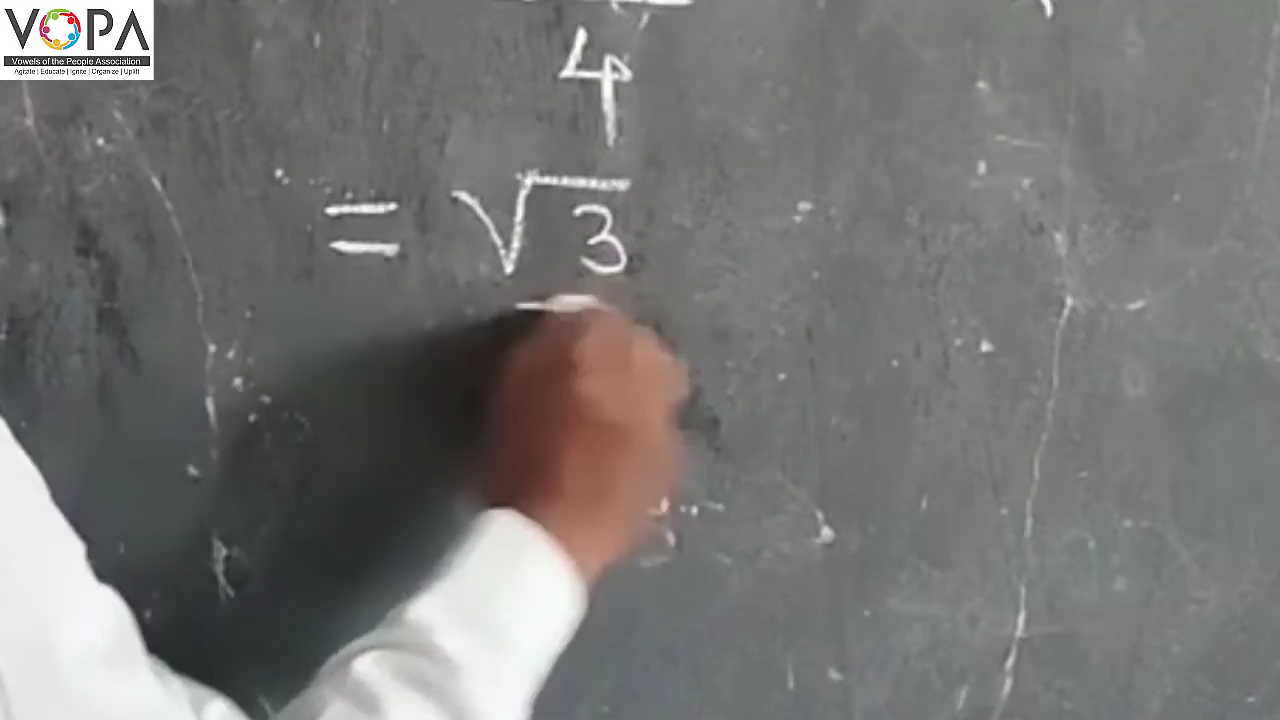 VOPA
Vowels of the People Association
Agitate | Educate | Ignite | Organize | Uplift
4
= √3